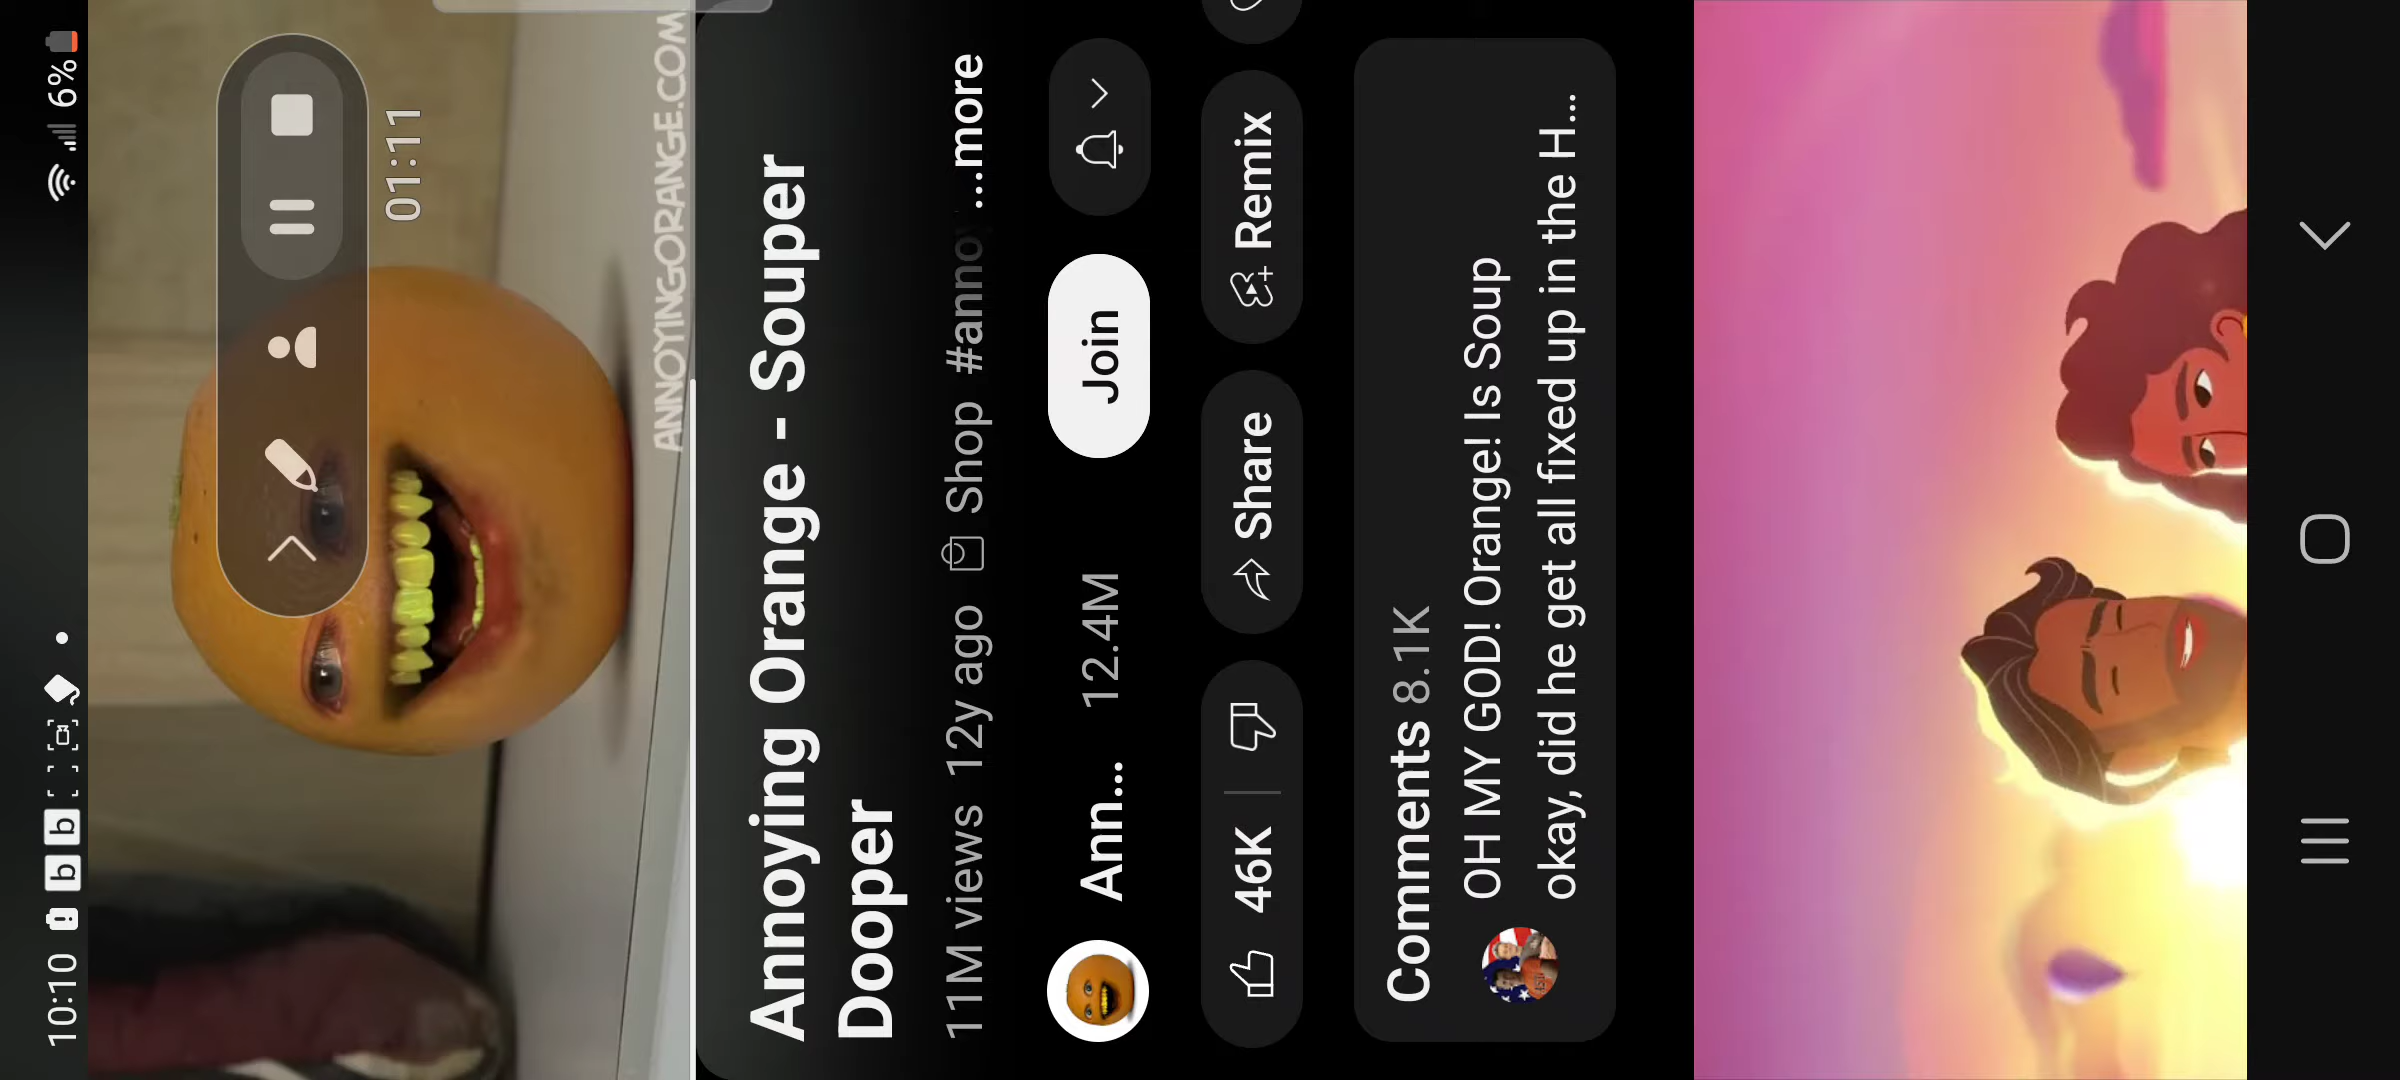 10:10
6%
01:11
ANNOYINGORANGE.COM
Annoying Orange - Souper
Dooper
11M views 12y ago Shop #anno ...more
Ann... 12.4M Join
46K Share Remix
Comments 8.1K
OH MY GOD! Orange! Is Soup
okay, did he get all fixed up in the H...